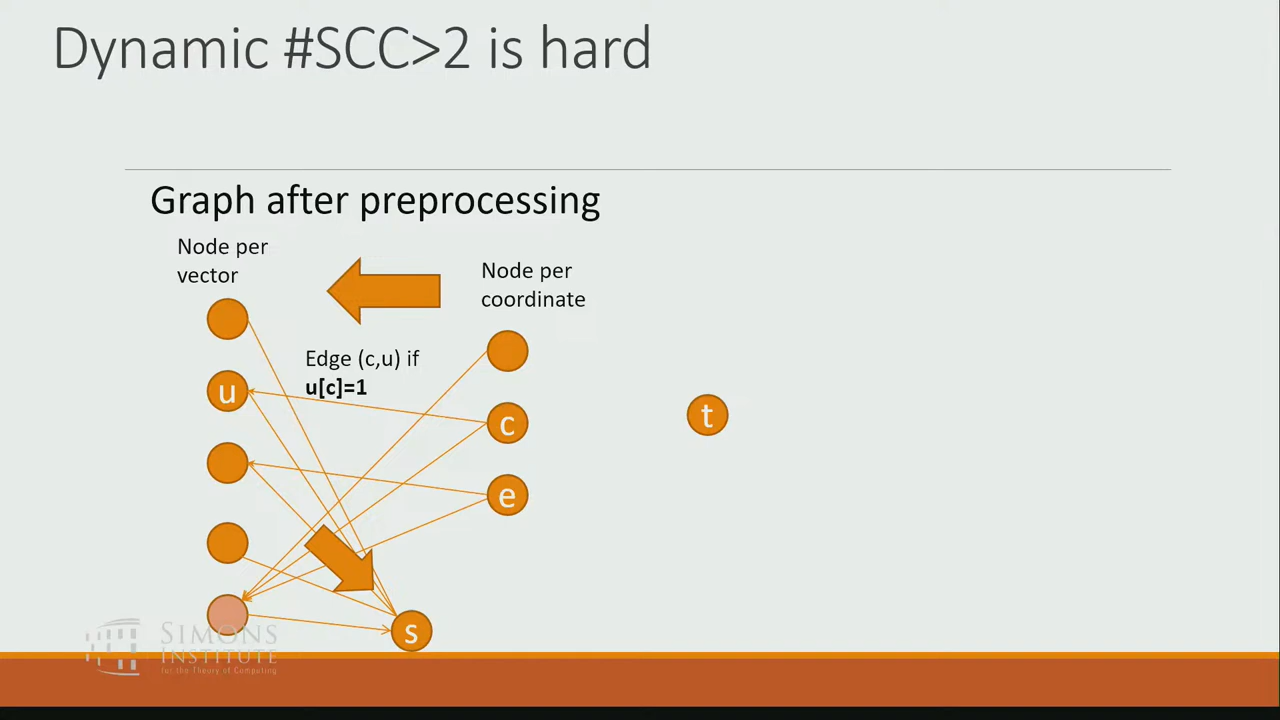 Dynamic #SCC>2 is hard
Graph after preprocessing
Node per
vector
Node per
coordinate
Edge (c,u) if
u[c]=1
u
c
e
t
s
SIMONS
INSTITUTE
for the Theory of Computing